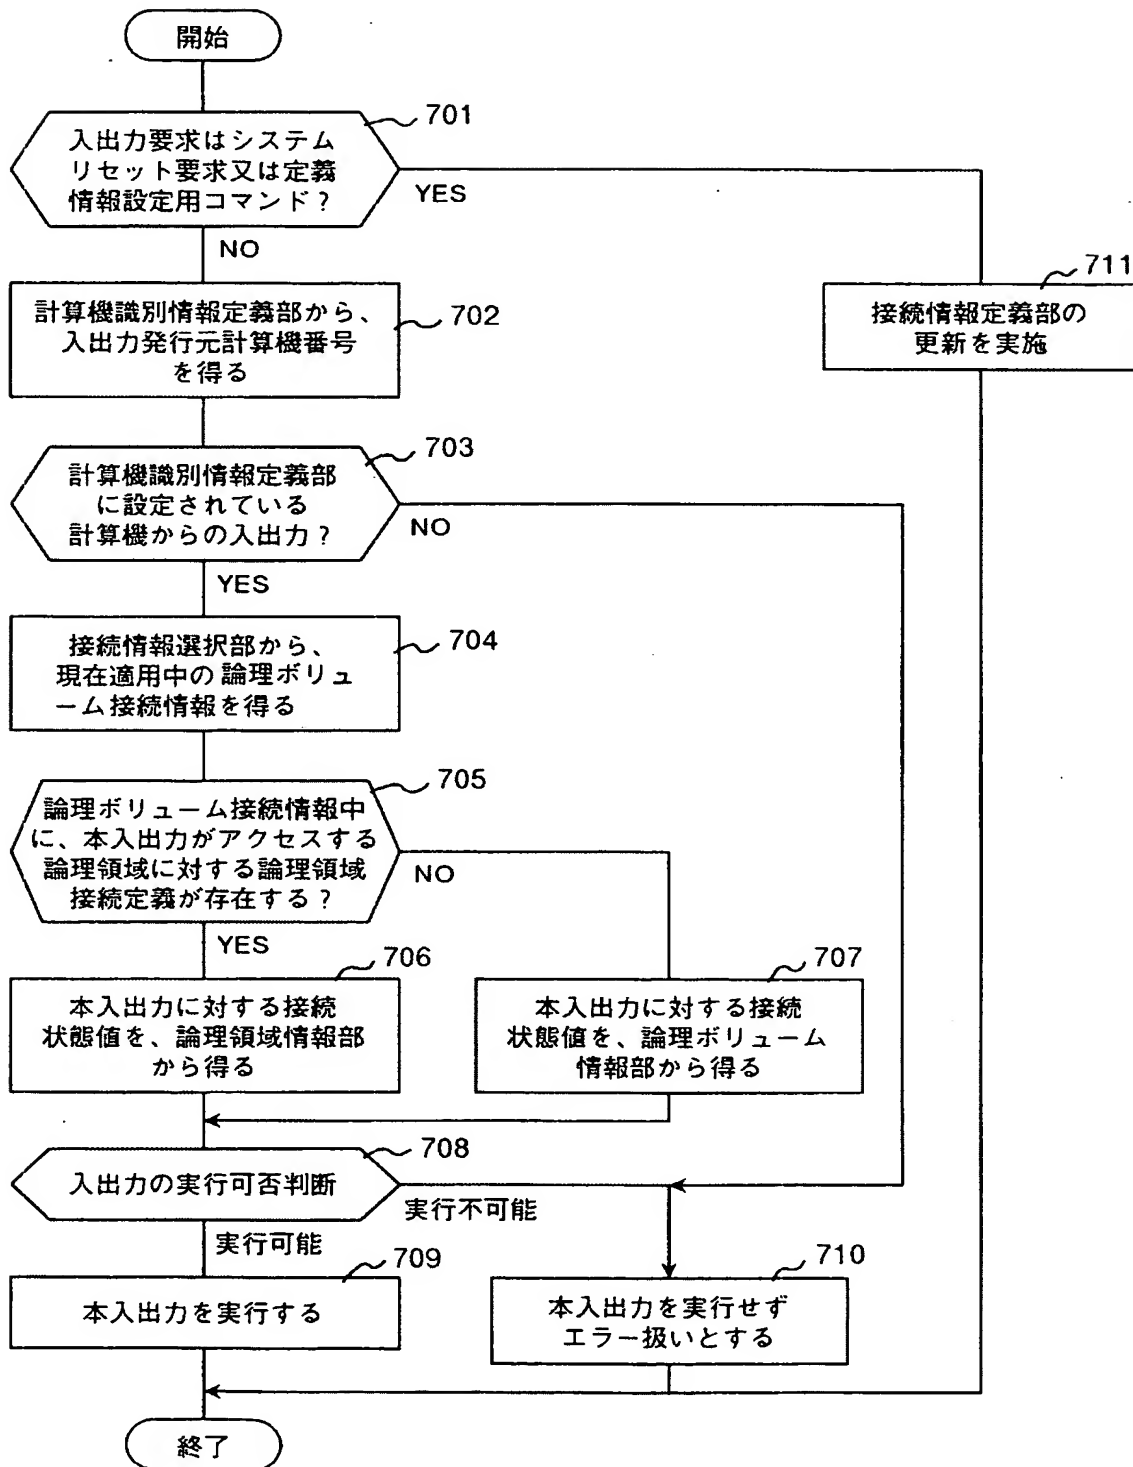 開始
701
入出力要求はシステム
リセット要求又は定義
情報設定用コマンド？
YES
NO
711
接続情報定義部の
更新を実施
計算機識別情報定義部から、
入出力発行元計算機番号
を得る
702
703
計算機識別情報定義部
に設定されている
計算機からの入出力？
NO
YES
接続情報選択部から、
現在適用中の論理ボリュ
ーム接続情報を得る
704
705
論理ボリューム接続情報中
に、本入出力がアクセスする
論理領域に対する論理領域
接続定義が存在する？
NO
YES
706
本入出力に対する接続
状態値を、論理領域情報部
から得る
707
本入出力に対する接続
状態値を、論理ボリューム
情報部から得る
708
入出力の実行可否判断
実行不可能
実行可能
709
本入出力を実行する
710
本入出力を実行せず
エラー扱いとする
終了